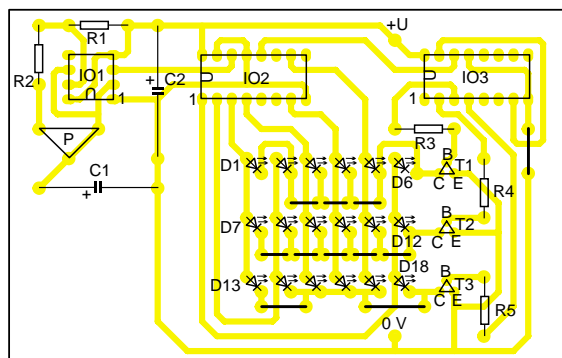 R1
+U
R2
IO1
C2
IO2
IO3
1
1
1
+
P
R3
D1
B
T1
C E
D6
R4
C1
+
D7
B
T2
C E
D12
D18
D13
B
T3
C E
R5
0 V